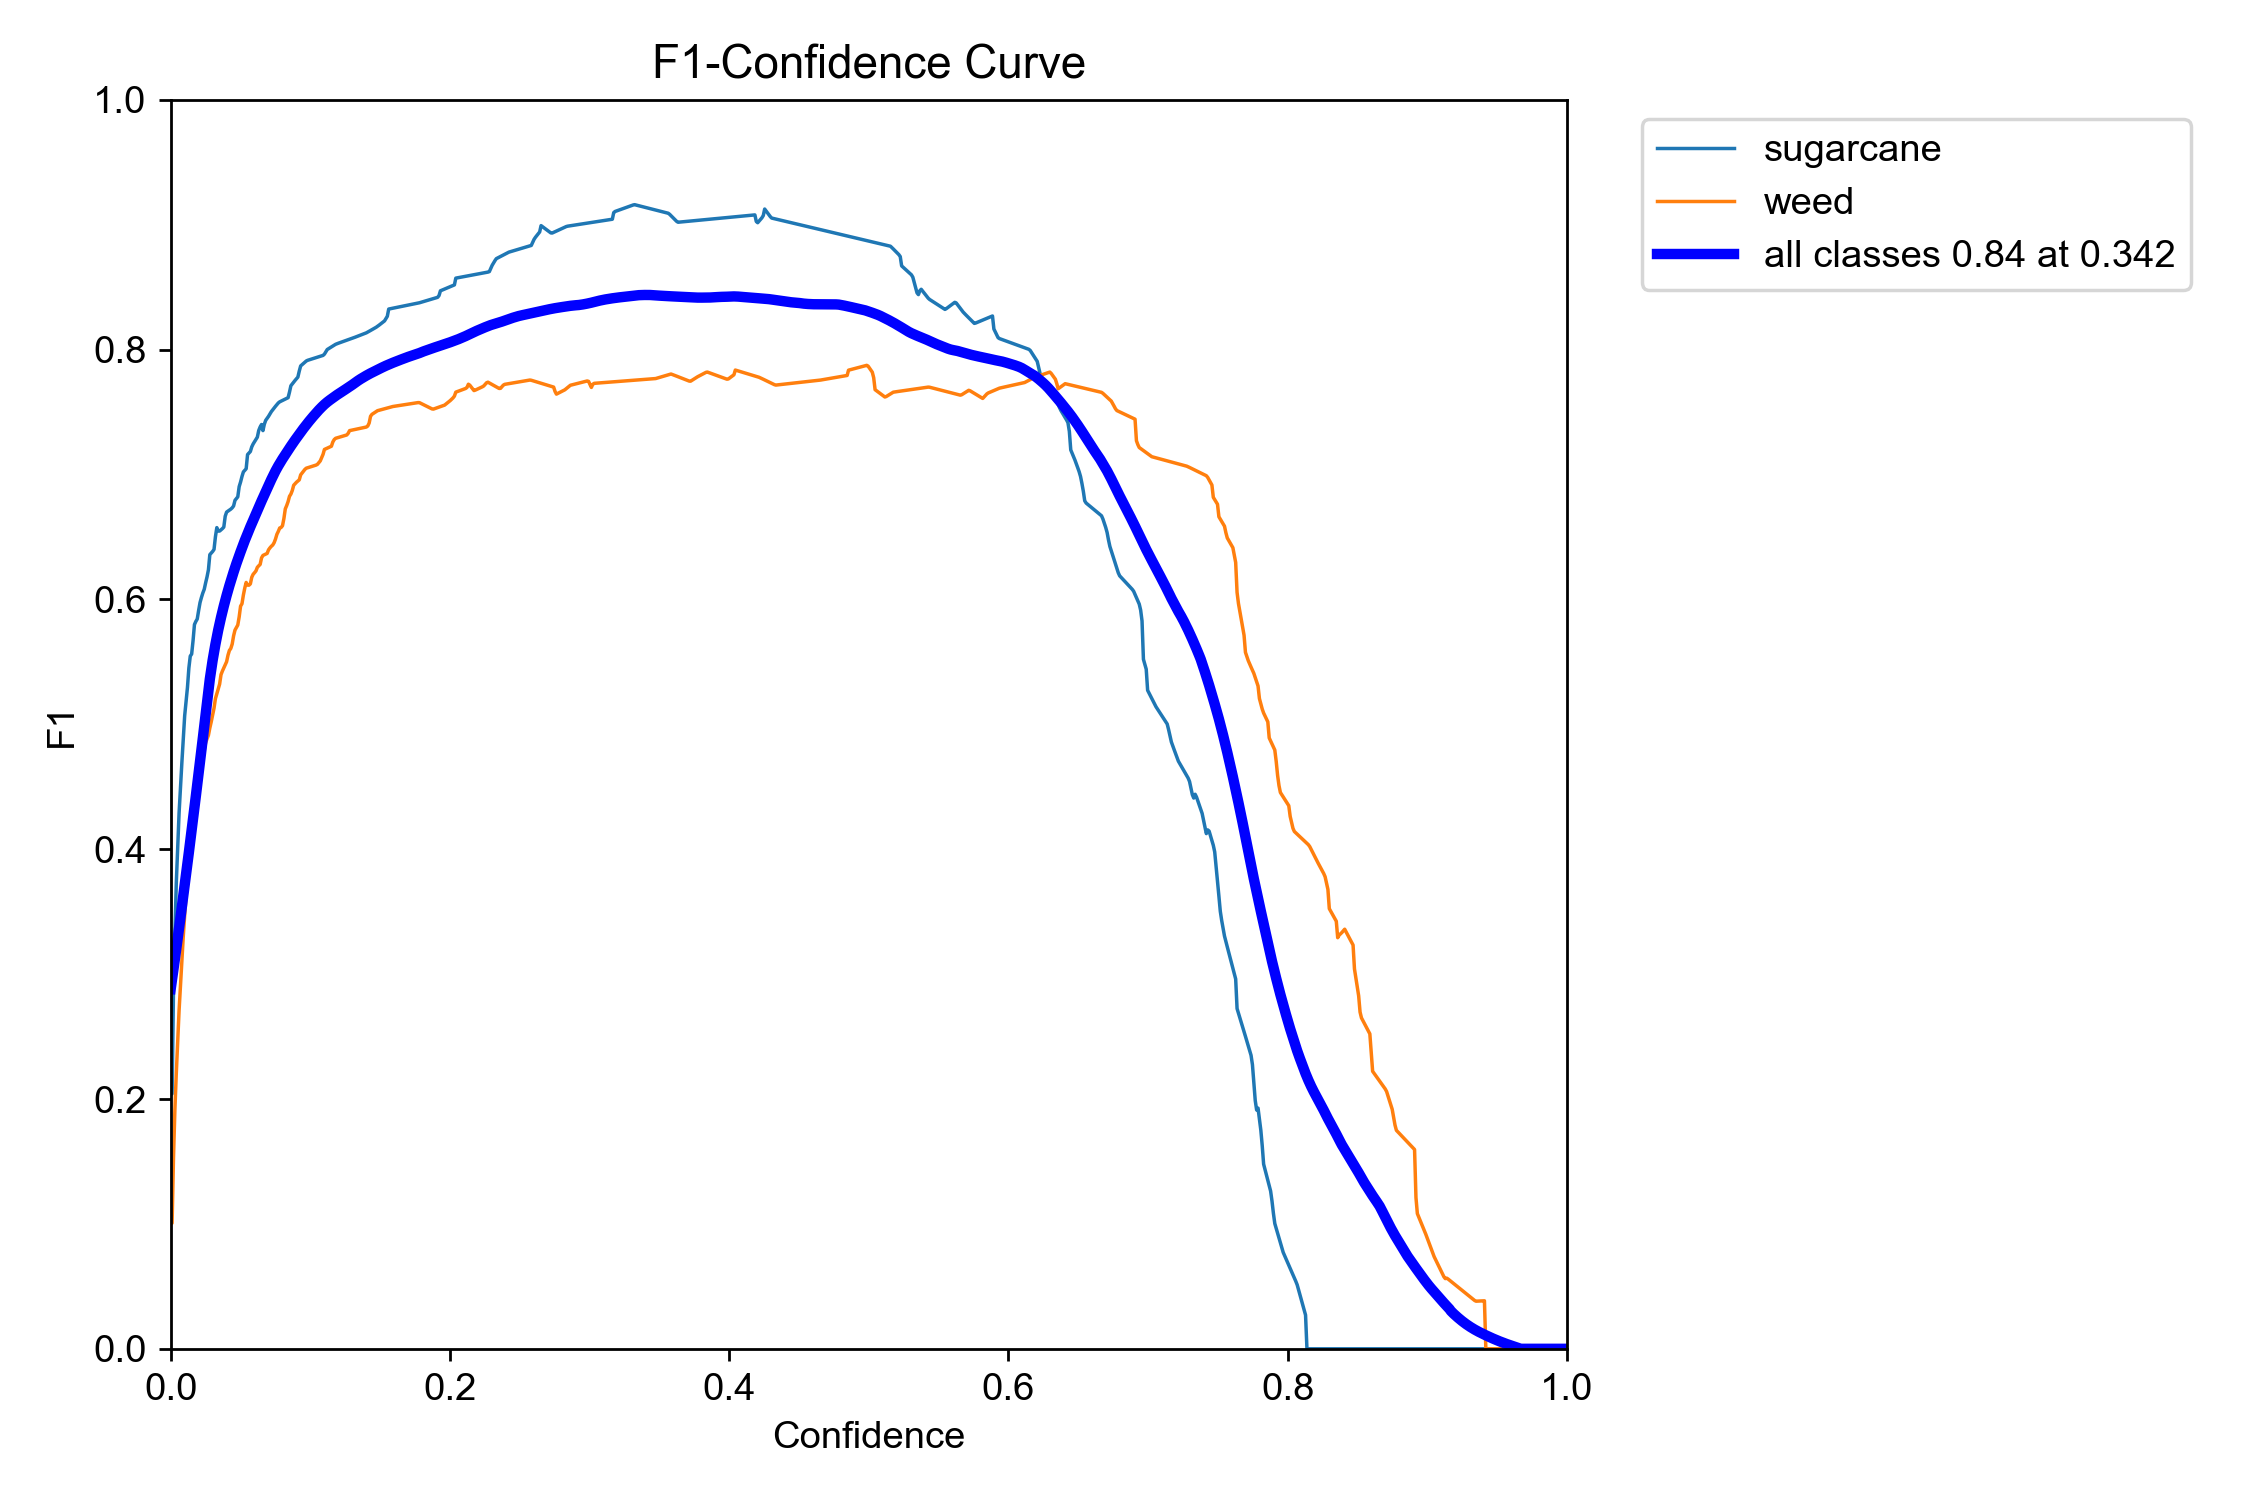 F1-Confidence Curve
1.0
0.8
0.6
0.4
0.2
0.0
F1
0.0 0.2 0.4 0.6 0.8 1.0
Confidence
sugarcane
weed
all classes 0.84 at 0.342